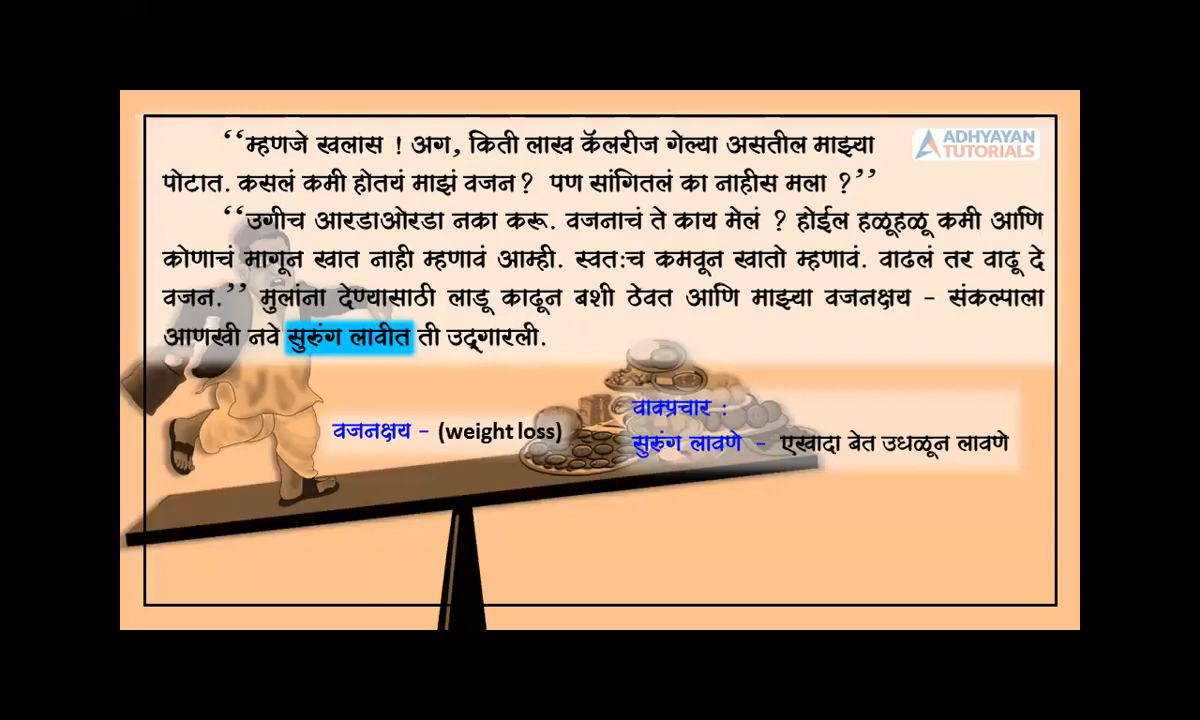 ‘‘म्हणजे खलास ! अग, किती लाख कॅलरीज गेल्या असतील माझ्या
पोटात. कसलं कमी होतयं माझं वजन ? पण सांगितलं का नाहीस मला ?’’
‘‘उगीच आरडाओरडा नका करू. वजनाचं ते काय मेलं ? होईल हळूहळू कमी आणि
कोणाचं मागून खात नाही म्हणावं आम्ही. स्वत:च कमवून खातो म्हणावं. वाढलं तर वाढू दे
वजन.’’ मुलांना देण्यासाठी लाडू काढून बशी ठेवत आणि माझ्या वजनक्षय - संकल्पाला
आणखी नवे सुरुंग लावीत ती उद्‌गारली.
ADHYAYAN
TUTORIALS
वजनक्षय - (weight loss)
वाक्प्रचार :
सुरुंग लावणे - एखादा बेत उधळून लावणे